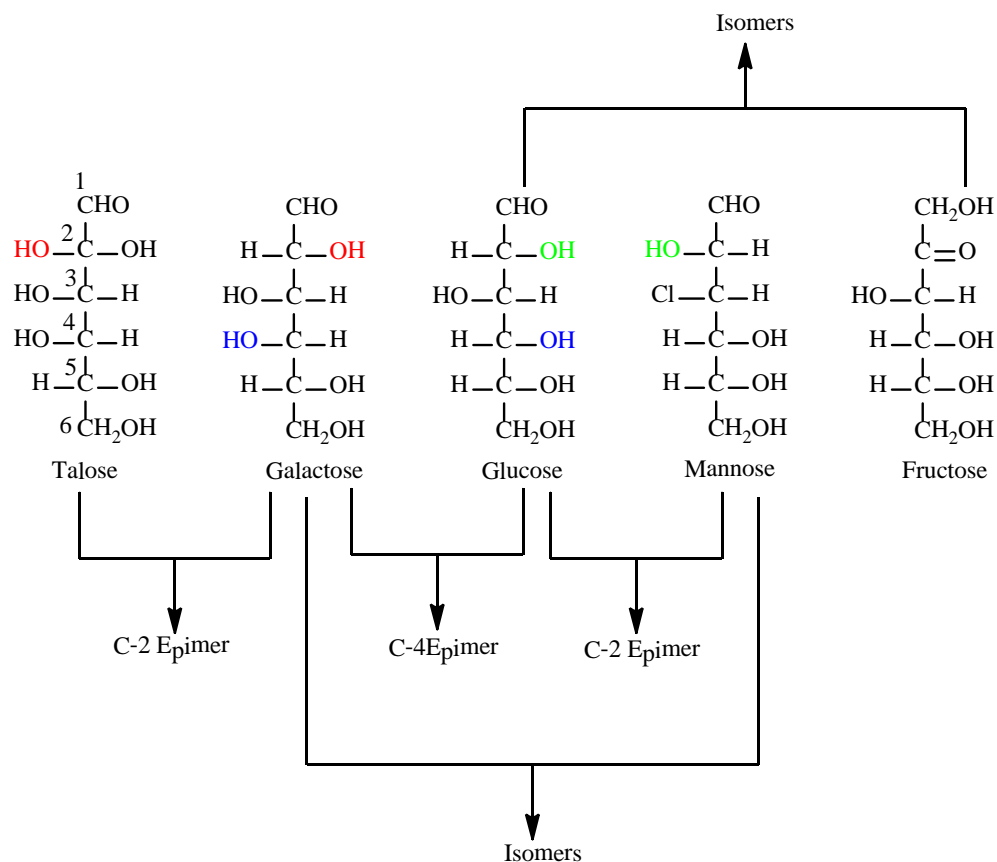 Isomers
1
CHO CHO CHO CHO CH2OH
2
HO C OH H C OH H C OH HO C H C O
3
HO C H HO C H HO C H Cl C H HO C H
4
HO C H HO C H H C OH H C OH H C OH
5
H C OH H C OH H C OH H C OH H C OH
6 CH2OH CH2OH CH2OH CH2OH CH2OH
Talose Galactose Glucose Mannose Fructose
C-2 Epimer C-4Epimer C-2 Epimer
Isomers